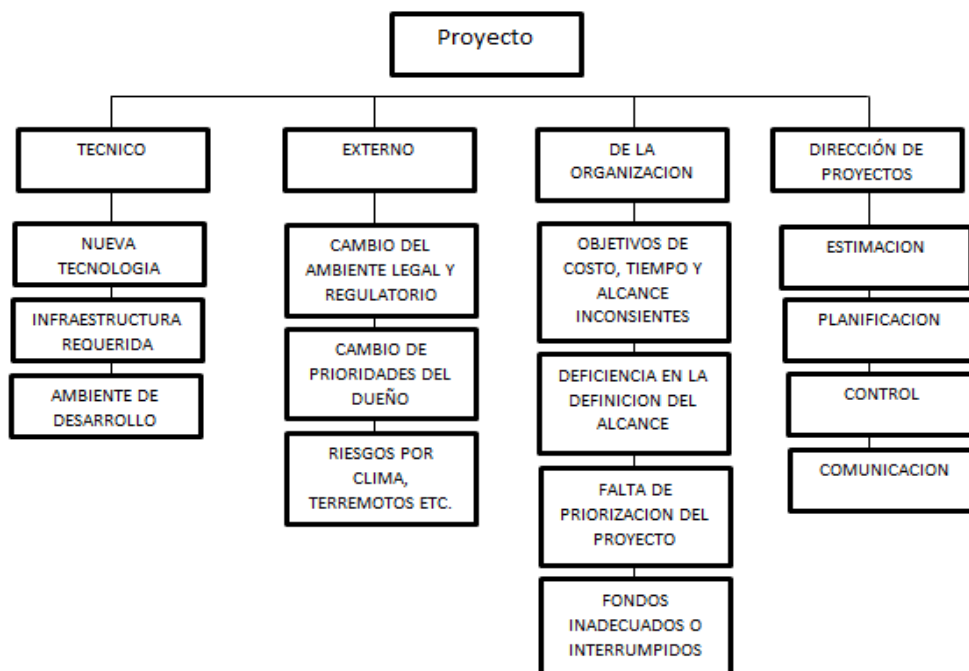 Proyecto
TECNICO
NUEVA
TECNOLOGIA
INFRAESTRUCTURA
REQUERIDA
AMBIENTE DE
DESARROLLO
EXTERNO
CAMBIO DEL
AMBIENTE LEGAL Y
REGULATORIO
CAMBIO DE
PRIORIDADES DEL
DUEÑO
RIESGOS POR
CLIMA,
TERREMOTOS ETC.
DE LA
ORGANIZACION
OBJETIVOS DE
COSTO, TIEMPO Y
ALCANCE
INCONSIENTES
DEFICIENCIA EN LA
DEFINICION DEL
ALCANCE
FALTA DE
PRIORIZACION DEL
PROYECTO
FONDOS
INADECUADOS O
INTERRUMPIDOS
DIRECCIÓN DE
PROYECTOS
ESTIMACION
PLANIFICACION
CONTROL
COMUNICACION